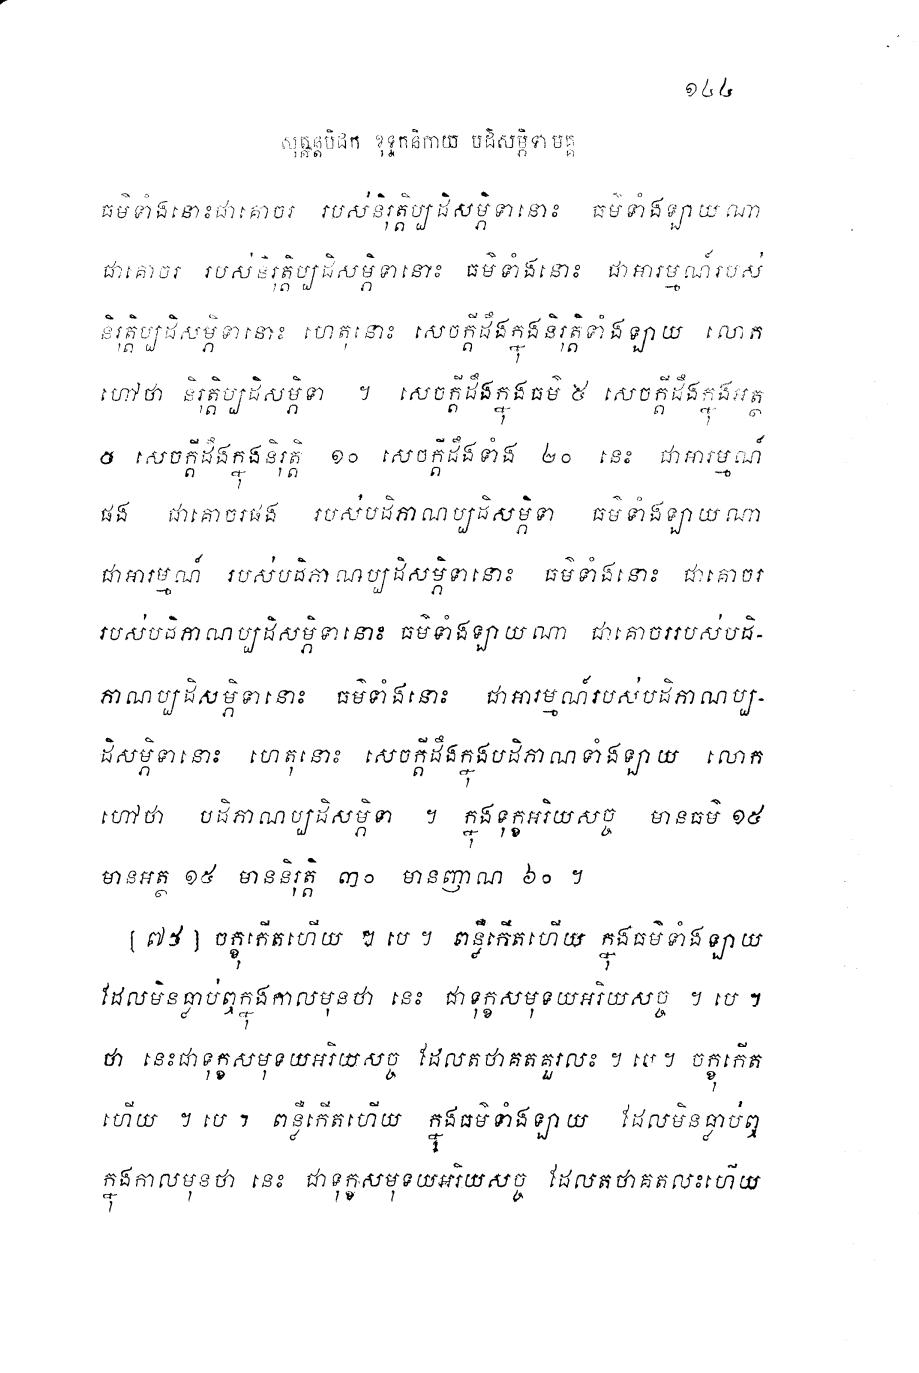 ១៤៤
សុត្តន្តបិដក ខុទ្ទកនិកាយ បដិសម្ភិទាមគ្គ
ធម៌ទាំងនោះជាគោចរ របស់និរុត្តិប្បដិសម្ភិទានោះ ធម៌ទាំងឡាយណា
ជាគោចរ របស់និរុត្តិប្បដិសម្ភិទានោះ ធម៌ទាំងនោះ ជាអារម្មណ៍របស់
និរុត្តិប្បដិសម្ភិទានោះ ហេតុនោះ សេចក្តីដឹងក្នុងនិរុត្តិទាំងឡាយ លោក
ហៅថា និរុត្តិប្បដិសម្ភិទា ។ សេចក្តីដឹងក្នុងធម៌ ៥ សេចក្តីដឹងក្នុងអត្ថ
៥ សេចក្តីដឹងក្នុងនិរុត្តិ ១០ សេចក្តីដឹងទាំង ២០ នេះ ជាអារម្មណ៍
ផង ជាគោចរផង របស់បដិភាណប្បដិសម្ភិទា ធម៌ទាំងឡាយណា
ជាអារម្មណ៍ របស់បដិភាណប្បដិសម្ភិទានោះ ធម៌ទាំងនោះ ជាគោចរ
របស់បដិភាណប្បដិសម្ភិទានោះ ធម៌ទាំងឡាយណា ជាគោចររបស់បដិ-
ភាណប្បដិសម្ភិទានោះ ធម៌ទាំងនោះ ជាអារម្មណ៍របស់បដិភាណប្ប-
ដិសម្ភិទានោះ ហេតុនោះ សេចក្តីដឹងក្នុងបដិភាណទាំងឡាយ លោក
ហៅថា បដិភាណប្បដិសម្ភិទា ។ ក្នុងទុក្ខអរិយសច្ច មានធម៌ ១៥
មានអត្ថ ១៥ មាននិរុត្តិ ៣០ មានញាណ ៦០ ។
[ ៧៥ ] ចក្ខុកើតហើយ ។ បេ ។ ពន្លឺកើតហើយ ក្នុងធម៌ទាំងឡាយ
ដែលមិនធ្លាប់ឮក្នុងកាលមុនថា នេះ ជាទុក្ខសមុទយអរិយសច្ច ។ បេ ។
ថា នេះជាទុក្ខសមុទយអរិយសច្ច ដែលតថាគតគួរលះ ។ បេ ។ ចក្ខុកើត
ហើយ ។ បេ ។ ពន្លឺកើតហើយ ក្នុងធម៌ទាំងឡាយ ដែលមិនធ្លាប់ឮ
ក្នុងកាលមុនថា នេះ ជាទុក្ខសមុទយអរិយសច្ច ដែលតថាគតលះហើយ